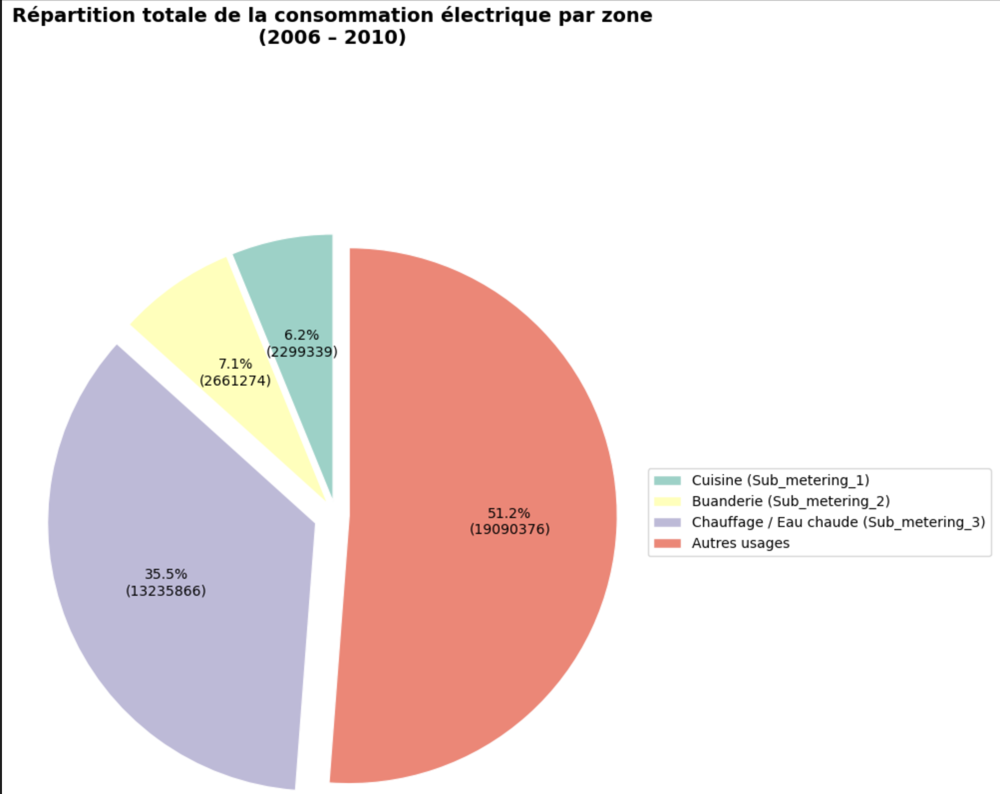 Répartition totale de la consommation électrique par zone
(2006 – 2010)
6.2%
(2299339)
7.1%
(2661274)
51.2%
(19090376)
35.5%
(13235866)
Cuisine (Sub_metering_1)
Buanderie (Sub_metering_2)
Chauffage / Eau chaude (Sub_metering_3)
Autres usages